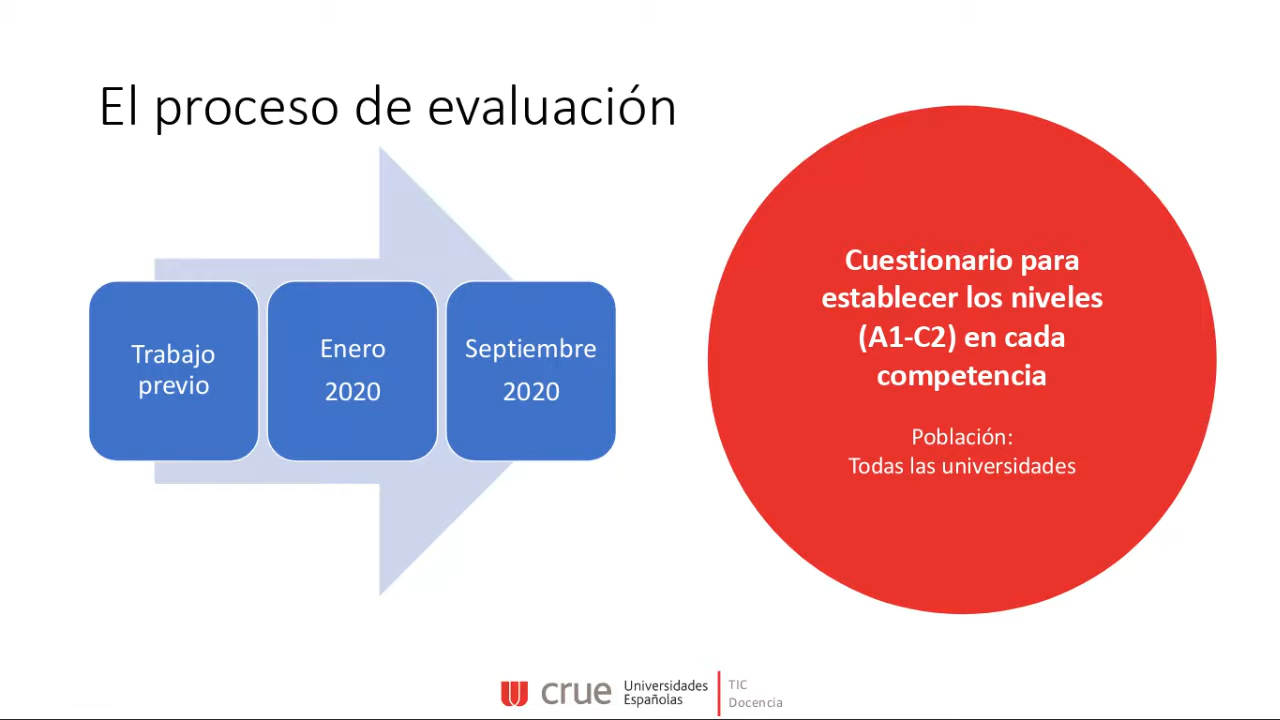 El proceso de evaluación
Trabajo
previo
Enero
2020
Septiembre
2020
Cuestionario para
establecer los niveles
(A1-C2) en cada
competencia
Población:
Todas las universidades
crue
Universidades
Españolas
TIC
Docencia